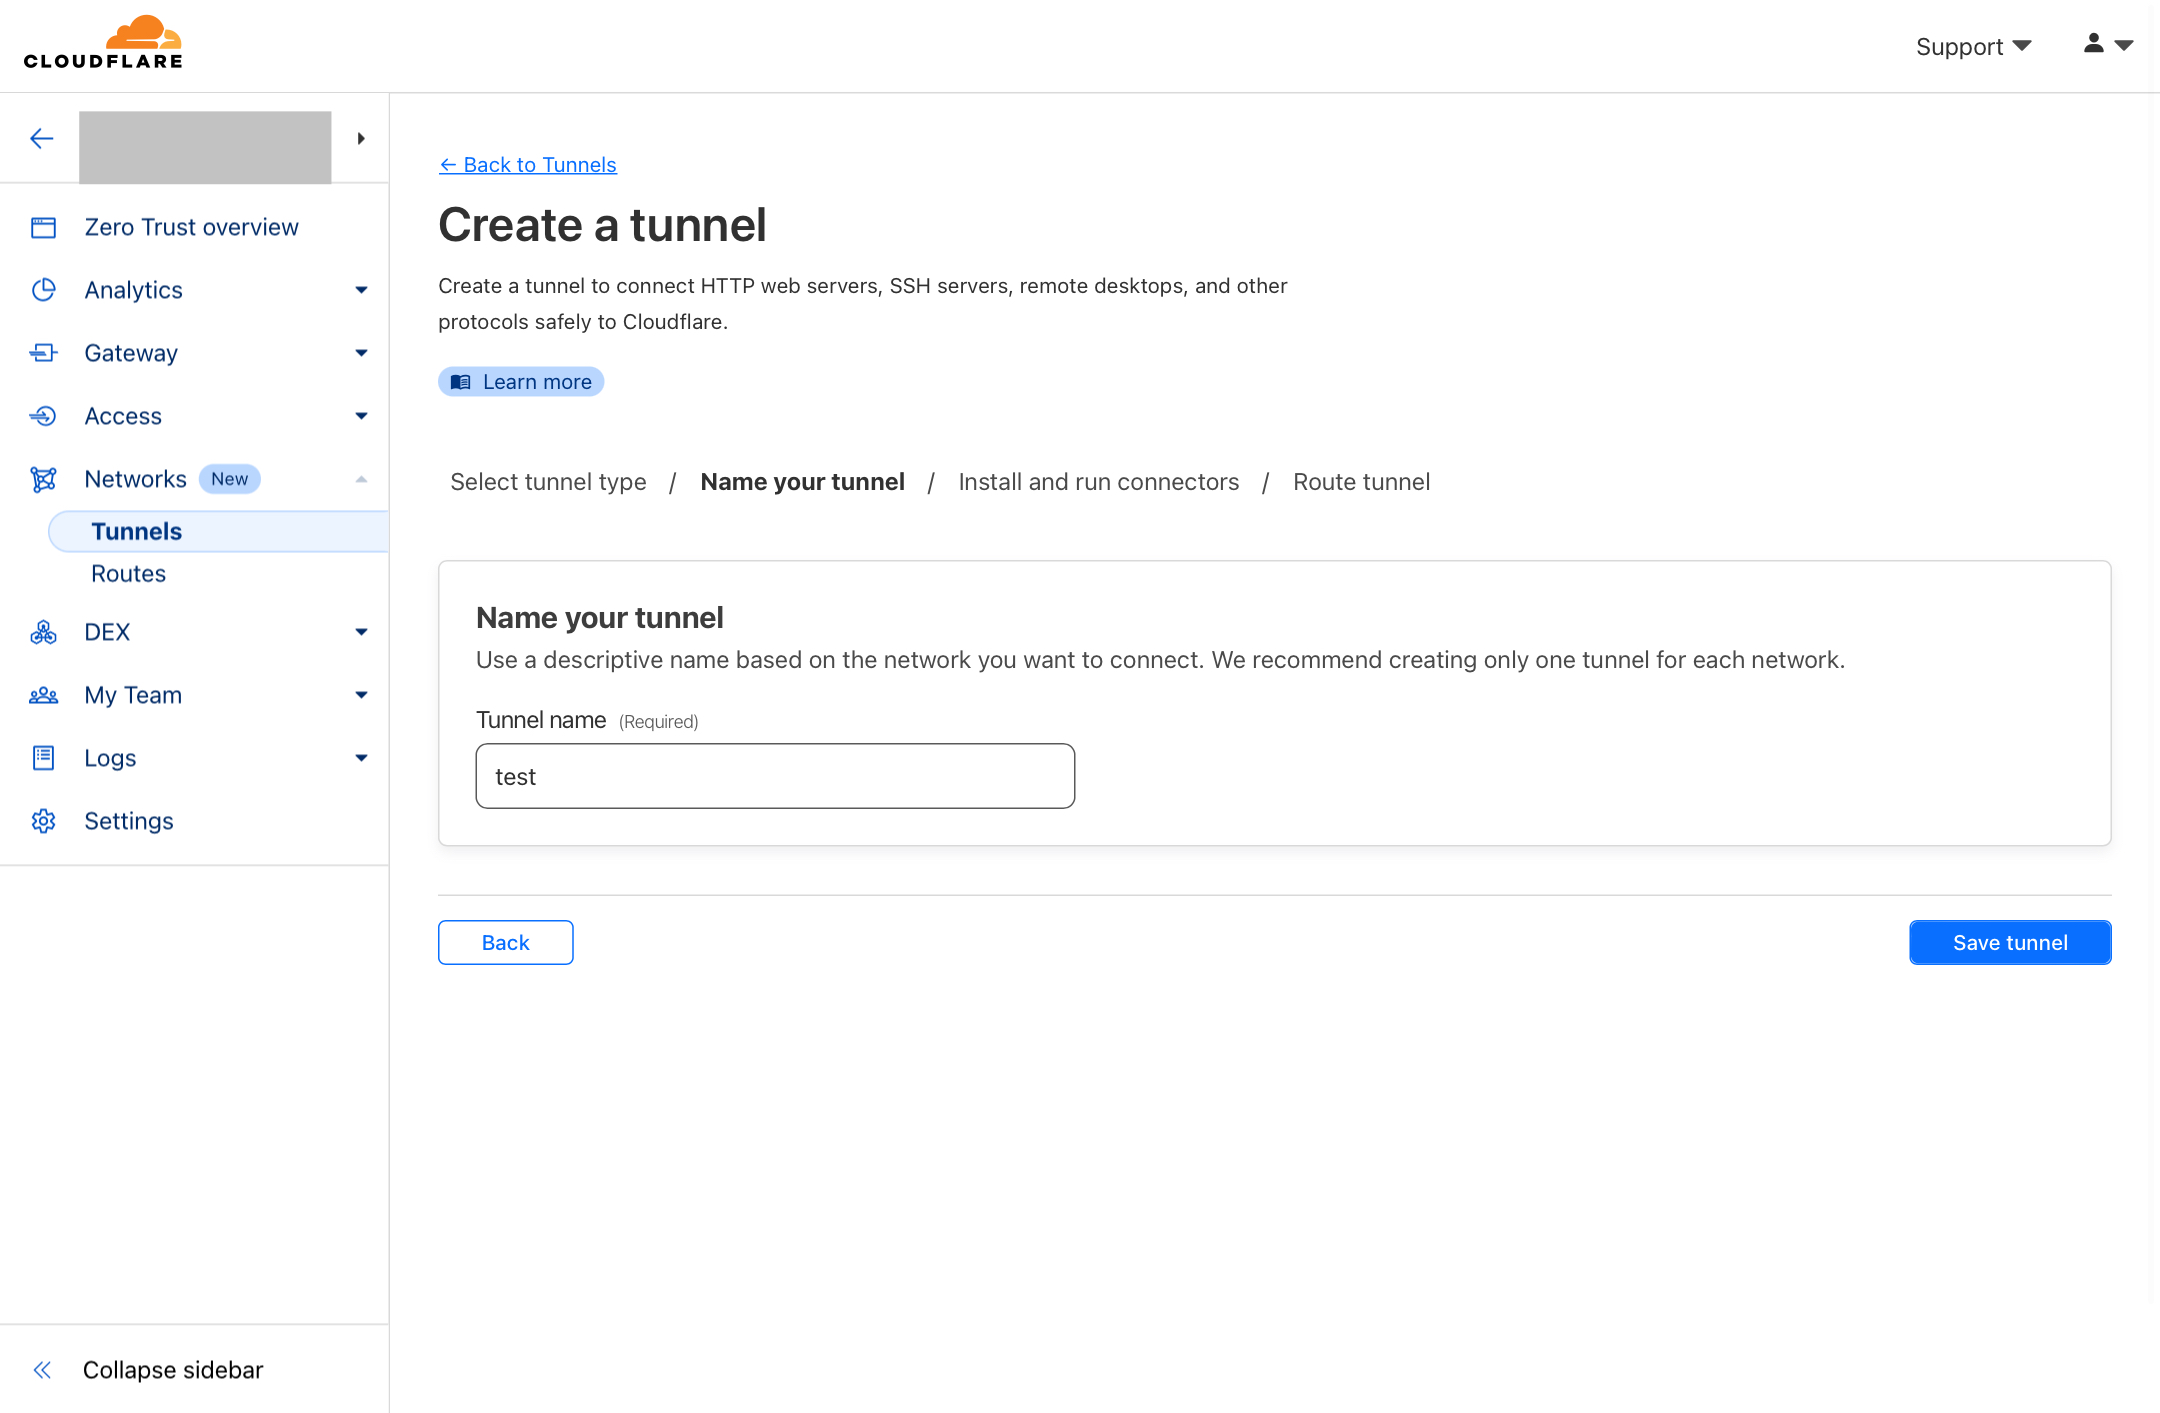 CLOUDFLARE
Support
← Back to Tunnels
Create a tunnel
Create a tunnel to connect HTTP web servers, SSH servers, remote desktops, and other
protocols safely to Cloudflare.
Learn more
Select tunnel type / Name your tunnel / Install and run connectors / Route tunnel
Name your tunnel
Use a descriptive name based on the network you want to connect. We recommend creating only one tunnel for each network.
Tunnel name (Required)
test
Back
Save tunnel
Zero Trust overview
Analytics
Gateway
Access
Networks New
Tunnels
Routes
DEX
My Team
Logs
Settings
Collapse sidebar